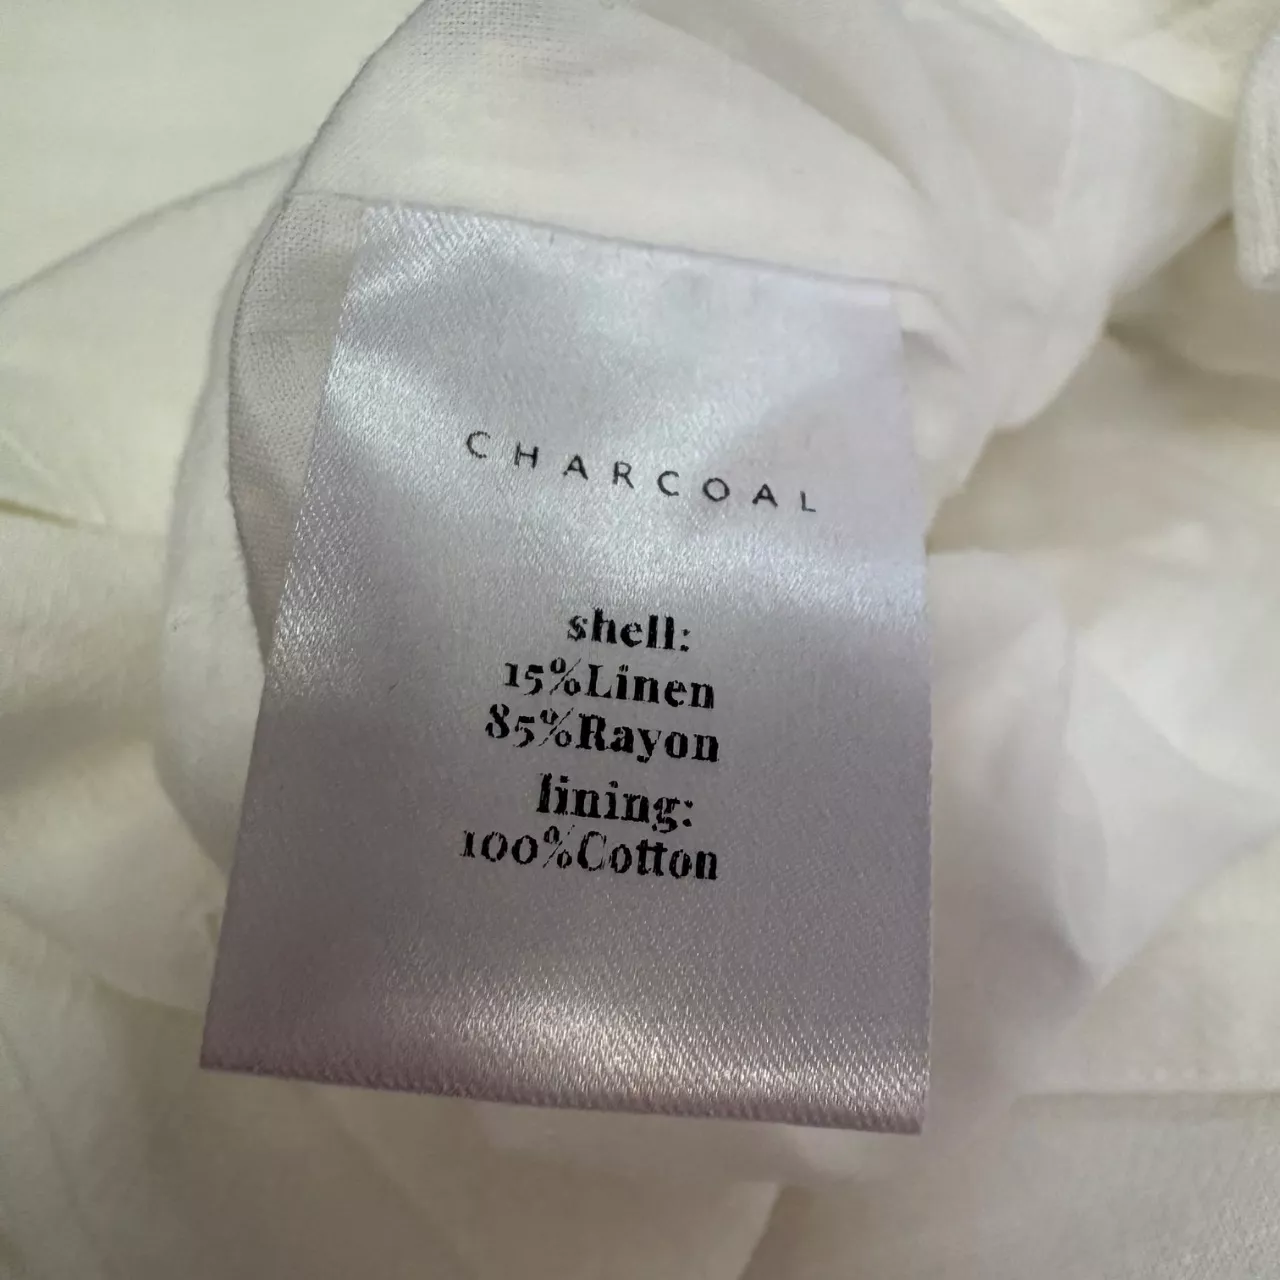 CHARCOAL
shell:
15%Linen
85%Rayon
lining:
100%Cotton